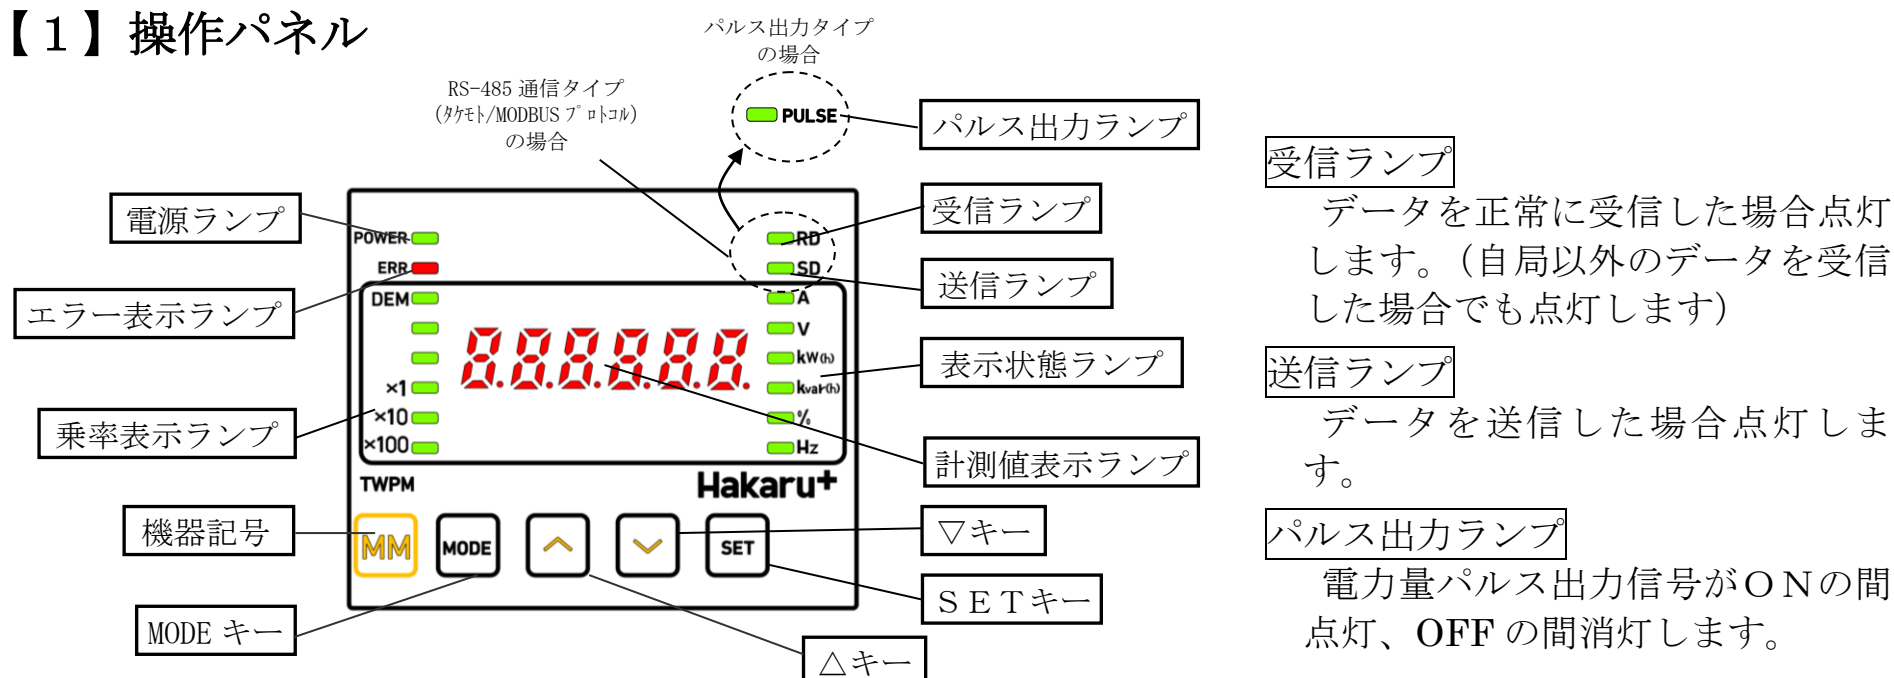 【１】操作パネル
パルス出力タイプ
の場合
RS-485 通信タイプ
(ﾀｹﾓﾄ/MODBUS ﾌﾟﾛﾄｺﾙ)
の場合
PULSE
パルス出力ランプ
電源ランプ
受信ランプ
POWER
RD
ERR
SD
エラー表示ランプ
送信ランプ
DEM
A
V
kW(h)
表示状態ランプ
×1
kvar(h)
×10
%
乗率表示ランプ
×100
Hz
計測値表示ランプ
8.8.8.8.8.8.
TWPM
Hakaru+
機器記号
MM
MODE
SET
▽キー
ＳＥＴキー
MODE キー
△キー
受信ランプ
データを正常に受信した場合点灯
します。（自局以外のデータを受信
した場合でも点灯します）
送信ランプ
データを送信した場合点灯しま
す。
パルス出力ランプ
電力量パルス出力信号がＯＮの間
点灯、OFF の間消灯します。